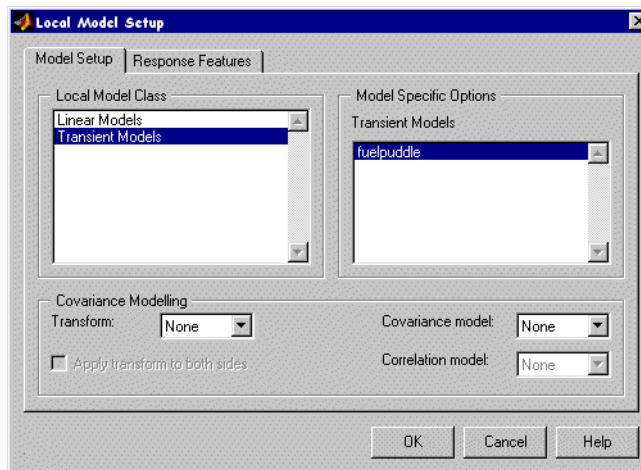 Local Model Setup
Model Setup
Response Features
Local Model Class
Linear Models
Transient Models
Model Specific Options
Transient Models
fuelpuddle
Covariance Modelling
Transform: None
Covariance model: None
Apply transform to both sides
Correlation model: None
OK
Cancel
Help